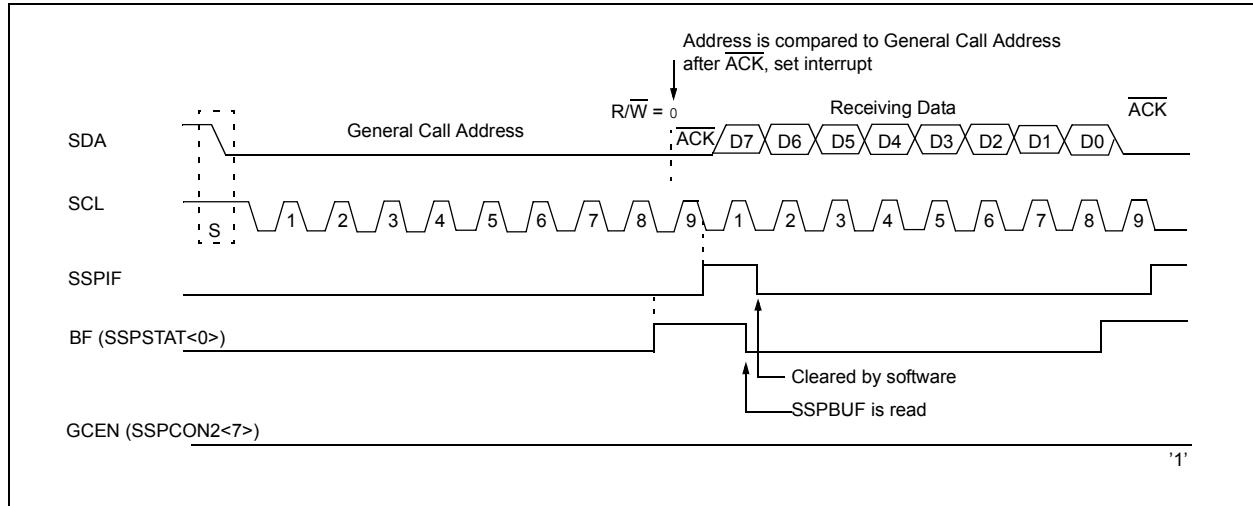 Address is compared to General Call Address
after ACK, set interrupt
R/W = 0
Receiving Data
ACK
General Call Address
SDA
ACK D7 D6 D5 D4 D3 D2 D1 D0
SCL
S
1 2 3 4 5 6 7 8 9 1 2 3 4 5 6 7 8 9
SSPIF
BF (SSPSTAT<0>)
Cleared by software
SSPBUF is read
GCEN (SSPCON2<7>)
’1’